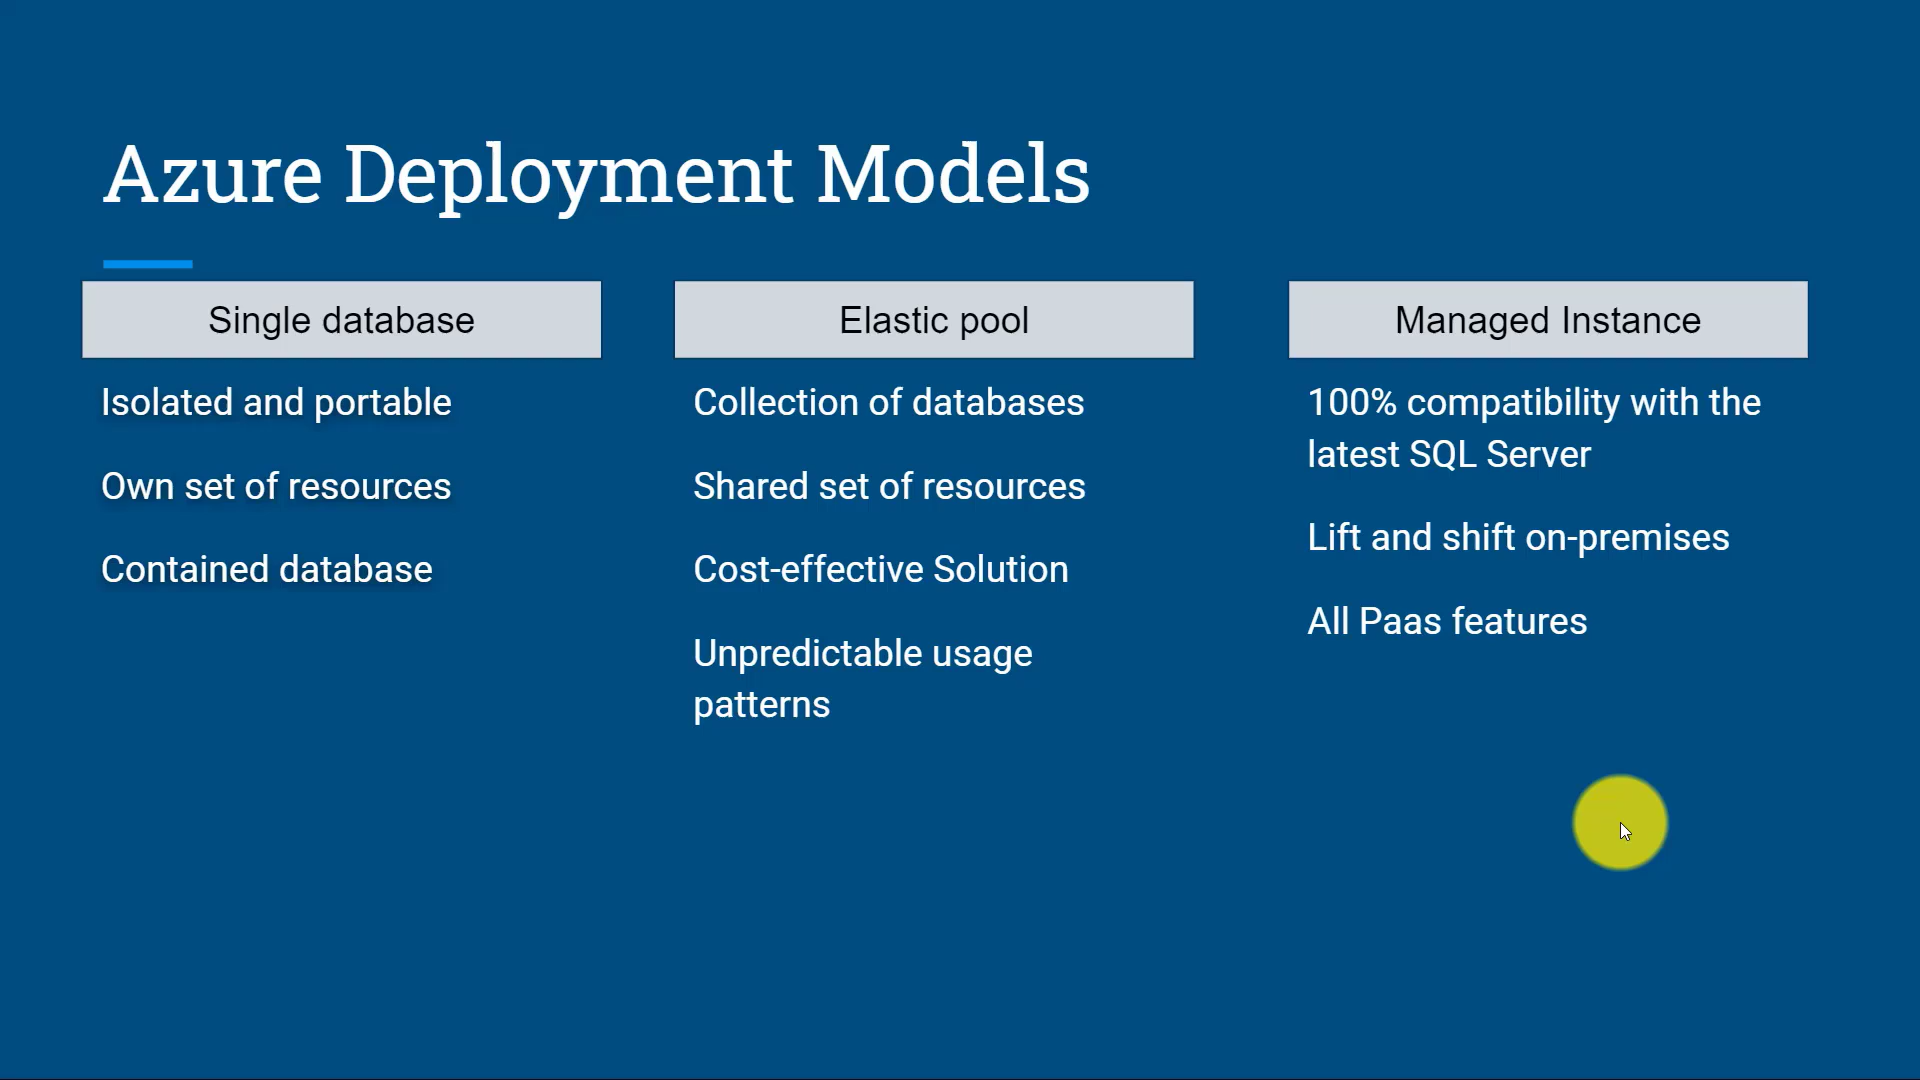 Azure Deployment Models
Single database
Isolated and portable
Own set of resources
Contained database
Elastic pool
Collection of databases
Shared set of resources
Cost-effective Solution
Unpredictable usage
patterns
Managed Instance
100% compatibility with the
latest SQL Server
Lift and shift on-premises
All Paas features